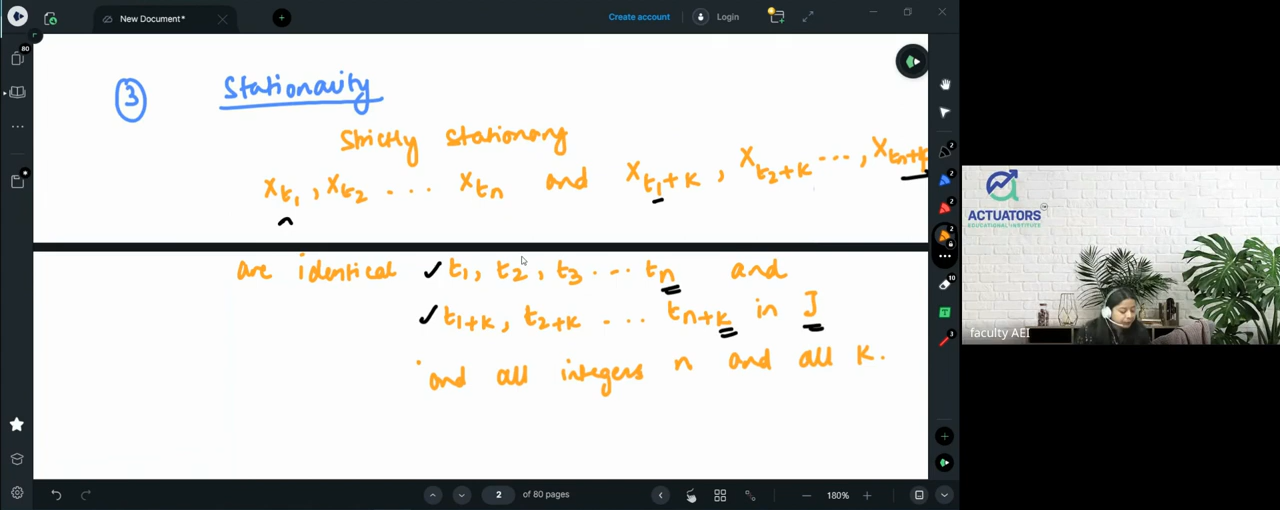 New Document*
Create account
Login
80
3 Stationarity
Strictly stationary
Xt1, Xt2 ... Xtn and Xt1+k, Xt2+k ..., Xtn+k
are identical ✓ t1, t2, t3 ... tn and
✓ t1+k, t2+k ... tn+k in J
and all integers n and all k.
2 of 80 pages
180%
ACTUATORS
EDUCATIONAL INSTITUTE
faculty AEI